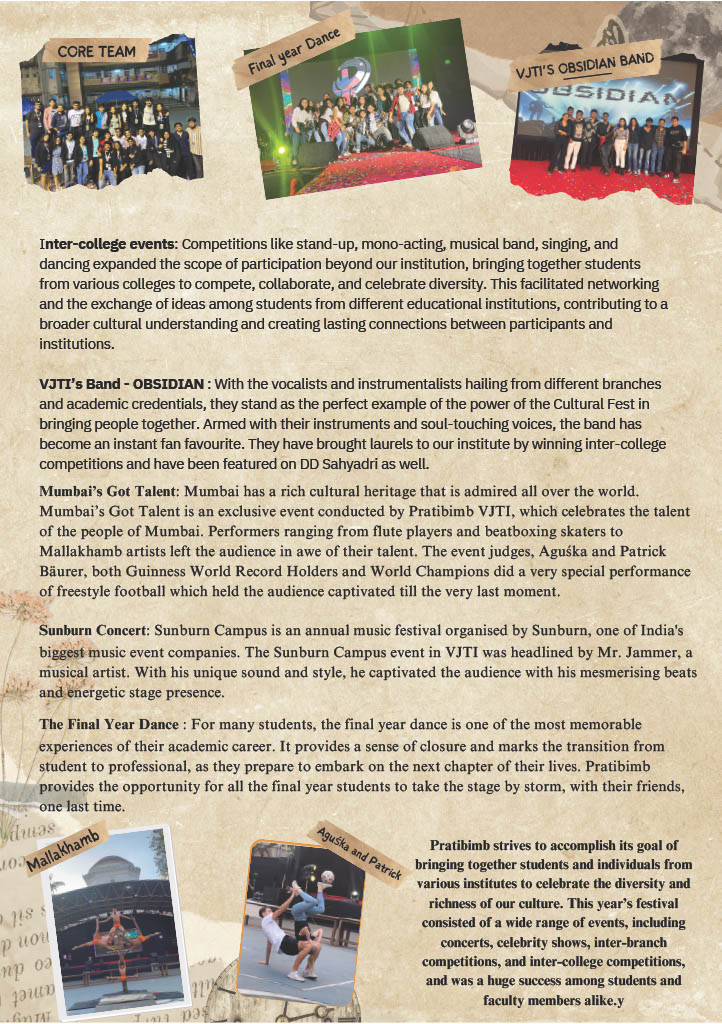 CORE TEAM
Final year Dance
VJTI'S OBSIDIAN BAND
OBSIDIAN
Inter-college events: Competitions like stand-up, mono-acting, musical band, singing, and
dancing expanded the scope of participation beyond our institution, bringing together students
from various colleges to compete, collaborate, and celebrate diversity. This facilitated networking
and the exchange of ideas among students from different educational institutions, contributing to a
broader cultural understanding and creating lasting connections between participants and
institutions.
VJTI's Band - OBSIDIAN : With the vocalists and instrumentalists hailing from different branches
and academic credentials, they stand as the perfect example of the power of the Cultural Fest in
bringing people together. Armed with their instruments and soul-touching voices, the band has
become an instant fan favourite. They have brought laurels to our institute by winning inter-college
competitions and have been featured on DD Sahyadri as well.
Mumbai's Got Talent: Mumbai has a rich cultural heritage that is admired all over the world.
Mumbai's Got Talent is an exclusive event conducted by Pratibimb VJTI, which celebrates the talent
of the people of Mumbai. Performers ranging from flute players and beatboxing skaters to
Mallakhamb artists left the audience in awe of their talent. The event judges, Aguśka and Patrick
Bäurer, both Guinness World Record Holders and World Champions did a very special performance
of freestyle football which held the audience captivated till the very last moment.
Sunburn Concert: Sunburn Campus is an annual music festival organised by Sunburn, one of India's
biggest music event companies. The Sunburn Campus event in VJTI was headlined by Mr. Jammer, a
musical artist. With his unique sound and style, he captivated the audience with his mesmerising beats
and energetic stage presence.
The Final Year Dance : For many students, the final year dance is one of the most memorable
experiences of their academic career. It provides a sense of closure and marks the transition from
student to professional, as they prepare to embark on the next chapter of their lives. Pratibimb
provides the opportunity for all the final year students to take the stage by storm, with their friends,
one last time.
Mallakhamb
Aguśka and Patrick
Pratibimb strives to accomplish its goal of
bringing together students and individuals from
various institutes to celebrate the diversity and
richness of our culture. This year's festival
consisted of a wide range of events, including
concerts, celebrity shows, inter-branch
competitions, and inter-college competitions,
and was a huge success among students and
faculty members alike.y